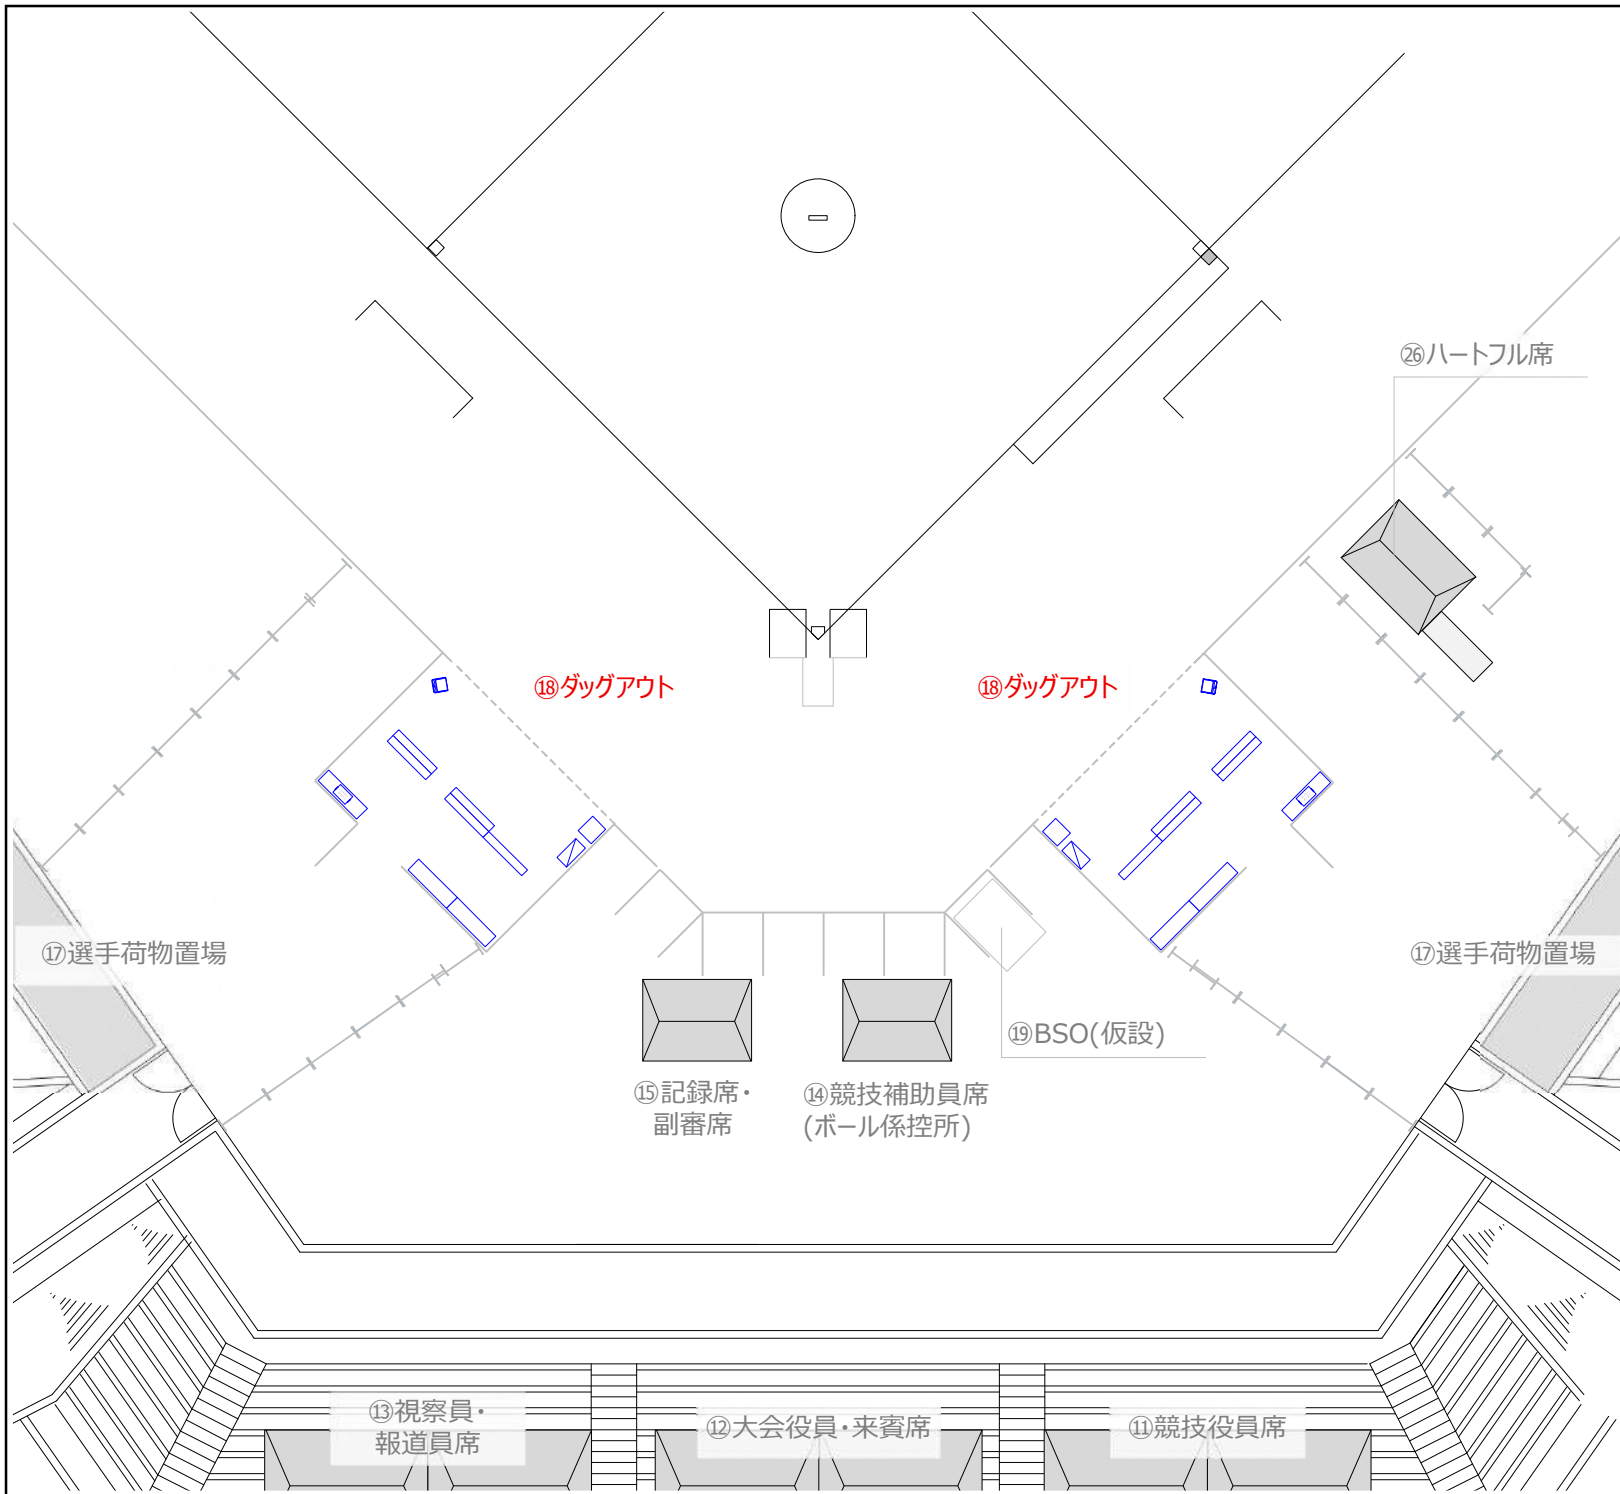 ㉖ハートフル席
⑱ダッグアウト
⑱ダッグアウト
⑰選手荷物置場
⑰選手荷物置場
⑲BSO(仮設)
⑮記録席・
副審席
⑭競技補助員席
(ボール係控所)
⑬視察員・
報道員席
⑫大会役員・来賓席
⑪競技役員席